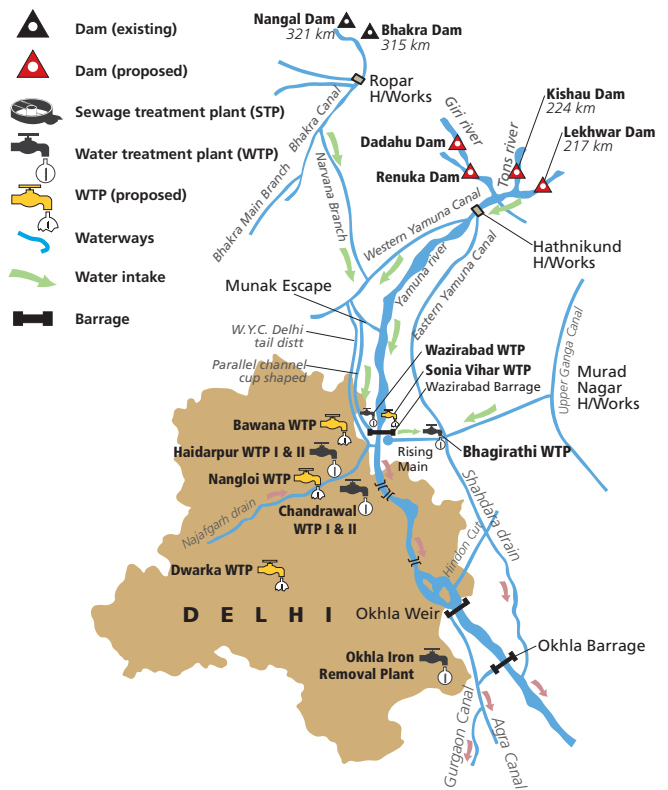 Dam (existing)
Dam (proposed)
Sewage treatment plant (STP)
Water treatment plant (WTP)
WTP (proposed)
Waterways
Water intake
Barrage
Nangal Dam
321 km
Bhakra Dam
315 km
Ropar
H/Works
Bhakra Canal
Narvana Branch
Bhakra Main Branch
Giri river
Tons river
Kishau Dam
224 km
Lekhwar Dam
217 km
Dadahu Dam
Renuka Dam
Western Yamuna Canal
Hathnikund
H/Works
Yamuna river
Eastern Yamuna Canal
Munak Escape
W.Y.C. Delhi
tail distt
Parallel channel
cup shaped
Upper Ganga Canal
Murad
Nagar
H/Works
Wazirabad WTP
Sonia Vihar WTP
Wazirabad Barrage
Bawana WTP
Haidarpur WTP I & II
Nangloi WTP
Rising
Main
Bhagirathi WTP
Chandrawal
WTP I & II
Najafgarh drain
Shahdara drain
Hindon Cut
Dwarka WTP
DELHI
Okhla Weir
Okhla Barrage
Okhla Iron
Removal Plant
Gurgaon Canal
Agra Canal